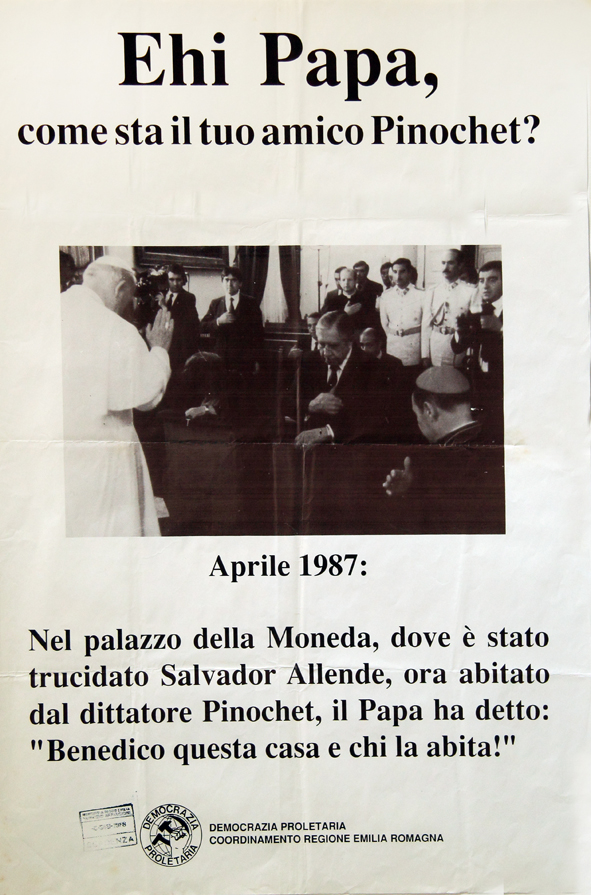 Ehi Papa,
come sta il tuo amico Pinochet?
Aprile 1987:
Nel palazzo della Moneda, dove è stato
trucidato Salvador Allende, ora abitato
dal dittatore Pinochet, il Papa ha detto:
"Benedico questa casa e chi la abita!"
DEMOCRAZIA
PROLETARIA
DEMOCRAZIA PROLETARIA
COORDINAMENTO REGIONE EMILIA ROMAGNA